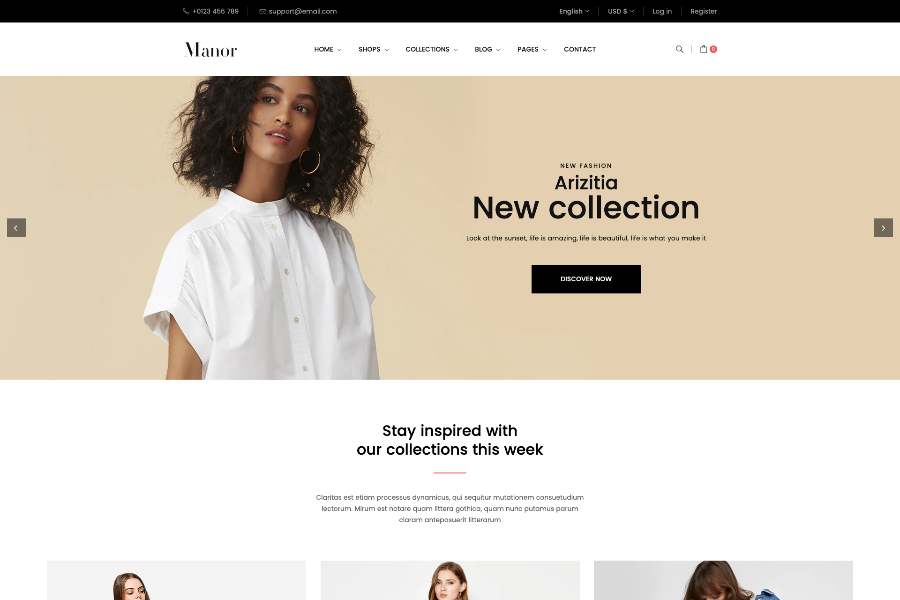 +0123 456 789 support@email.com English USD $ Log in Register
Manor HOME SHOPS COLLECTIONS BLOG PAGES CONTACT 0
NEW FASHION
Arizitia
New collection
Look at the sunset, life is amazing, life is beautiful, life is what you make it
DISCOVER NOW
Stay inspired with
our collections this week
Claritas est etiam processus dynamicus, qui sequitur mutationem consuetudium
lectorum. Mirum est notare quam littera gothica, quam nunc putamus parum
claram anteposuerit litterarum